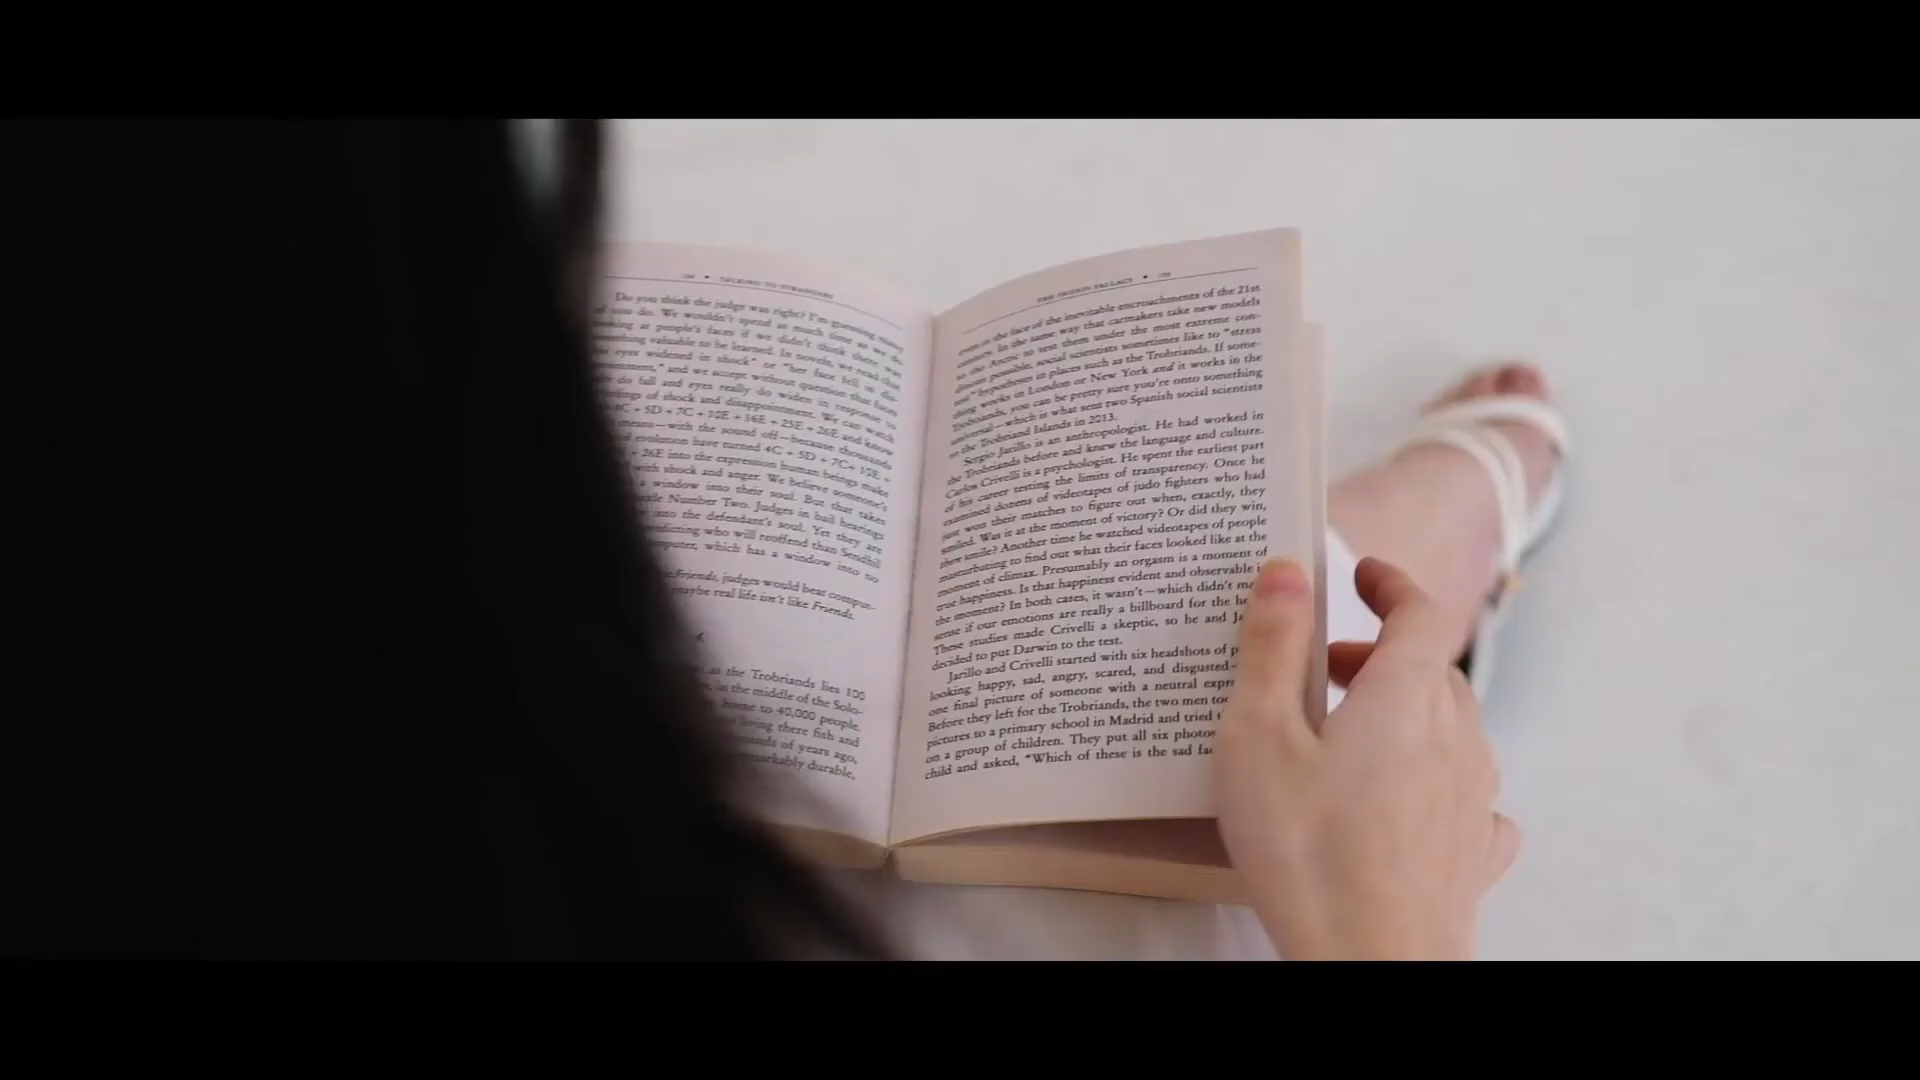 TALKING TO STRANGERS
Do you think the judge was right? I'm guessing many
you do. We wouldn't spend as much time as we do
looking at people's faces if we didn't think there was
something valuable to be learned. In novels, we read that
eyes widened in shock" or "her face fell in dis-
and we accept without question that faces
do fall and eyes really do widen in response to
feelings of shock and disappointment. We can watch
4C + 5D + 7C + 10E + 16E + 25E + 26E and know
means—with the sound off—because thousands
of evolution have turned 4C + 5D + 7C + 10E +
+ 26E into the expression human beings make
with shock and anger. We believe someone's
a window into their soul. But that takes
Puzzle Number Two. Judges in bail hearings
into the defendant's soul. Yet they are
predicting who will reoffend than Sendhil
computer, which has a window into no
Friends, judges would beat comput-
maybe real life isn't like Friends.
4.
as the Trobriands lies 100
in the middle of the Solo-
home to 40,000 people.
living there fish and
thousands of years ago,
remarkably durable,
THE FRIENDS FALLACY
even in the face of the inevitable encroachments of the 21st
century. In the same way that carmakers take new models
to the Arctic to test them under the most extreme con-
ditions possible, social scientists sometimes like to "stress
test" hypotheses in places such as the Trobriands. If some-
thing works in London or New York and it works in the
Trobriands, you can be pretty sure you're onto something
universal—which is what sent two Spanish social scientists
to the Trobriand Islands in 2013.
Sergio Jarillo is an anthropologist. He had worked in
the Trobriands before and knew the language and culture.
Carlos Crivelli is a psychologist. He spent the earliest part
of his career testing the limits of transparency. Once he
examined dozens of videotapes of judo fighters who had
just won their matches to figure out when, exactly, they
smiled. Was it at the moment of victory? Or did they win,
then smile? Another time he watched videotapes of people
masturbating to find out what their faces looked like at the
moment of climax. Presumably an orgasm is a moment of
true happiness. Is that happiness evident and observable
the moment? In both cases, it wasn't—which didn't
sense if our emotions are really a billboard for the
These studies made Crivelli a skeptic, so he and
decided to put Darwin to the test.
Jarillo and Crivelli started with six headshots of
looking happy, sad, angry, scared, and disgusted—
one final picture of someone with a neutral
Before they left for the Trobriands, the two men
pictures to a primary school in Madrid and tried
on a group of children. They put all six photos
child and asked, "Which of these is the sad